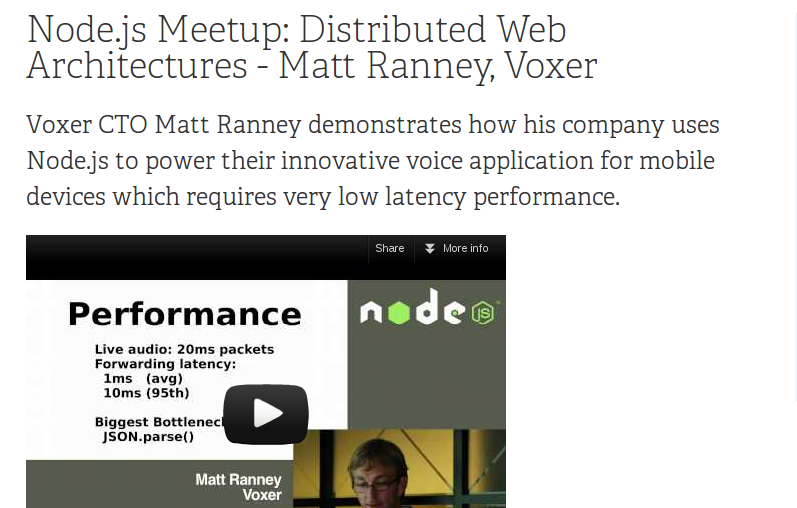 Node.js Meetup: Distributed Web
Architectures - Matt Ranney, Voxer
Voxer CTO Matt Ranney demonstrates how his company uses
Node.js to power their innovative voice application for mobile
devices which requires very low latency performance.
Share More info
Performance
node JS
Live audio: 20ms packets
Forwarding latency:
1ms (avg)
10ms (95th)
Biggest
JSON.parse()
Matt Ranney
Voxer